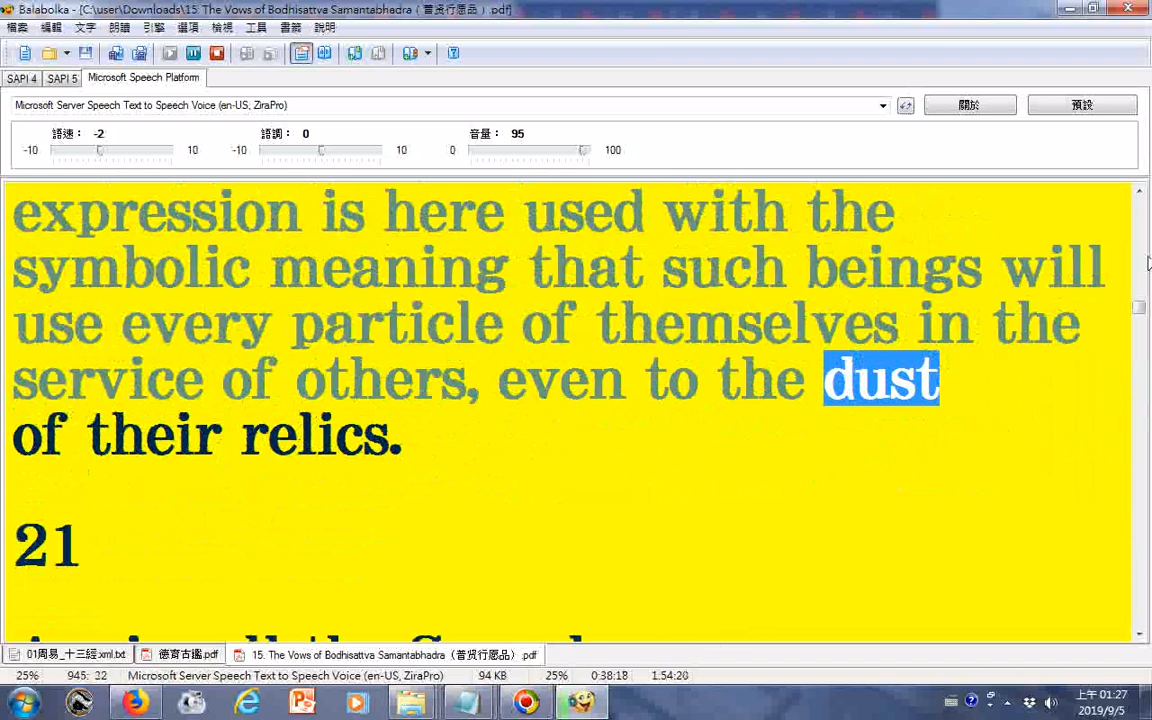 Balabolka - [C:\user\Downloads\15. The Vows of Bodhisattva Samantabhadra (普贤行愿品).pdf]
檔案 編輯 文字 朗讀 引擎 選項 檢視 工具 書籤 說明
SAPI 4 SAPI 5 Microsoft Speech Platform
Microsoft Server Speech Text to Speech Voice (en-US, ZiraPro) 關於 預設
語速： -2 語調： 0 音量： 95
-10 10 -10 10 0 100
expression is here used with the
symbolic meaning that such beings will
use every particle of themselves in the
service of others, even to the dust
of their relics.
21
01周易_十三經.xml.txt 德育古鑑.pdf 15. The Vows of Bodhisattva Samantabhadra (普贤行愿品) .pdf
25% 945: 22 Microsoft Server Speech Text to Speech Voice (en-US, ZiraPro) 94 KB 25% 0:38:18 1:54:20
上午 01:27
2019/9/5